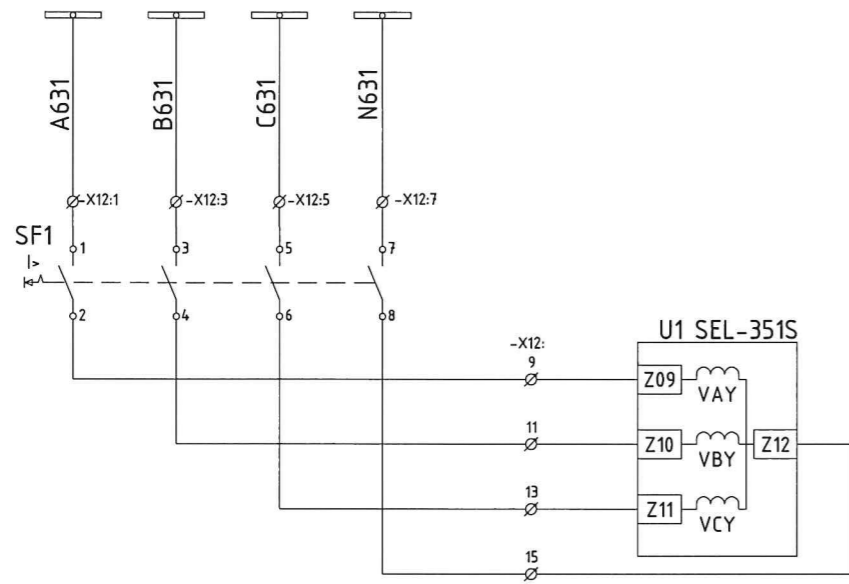 A631
B631
C631
N631
-X12:1
-X12:3
-X12:5
-X12:7
SF1
1
3
5
7
I>
2
4
6
8
U1 SEL-351S
-X12:
9
Z09
VAY
11
Z10
VBY
Z12
13
Z11
VCY
15